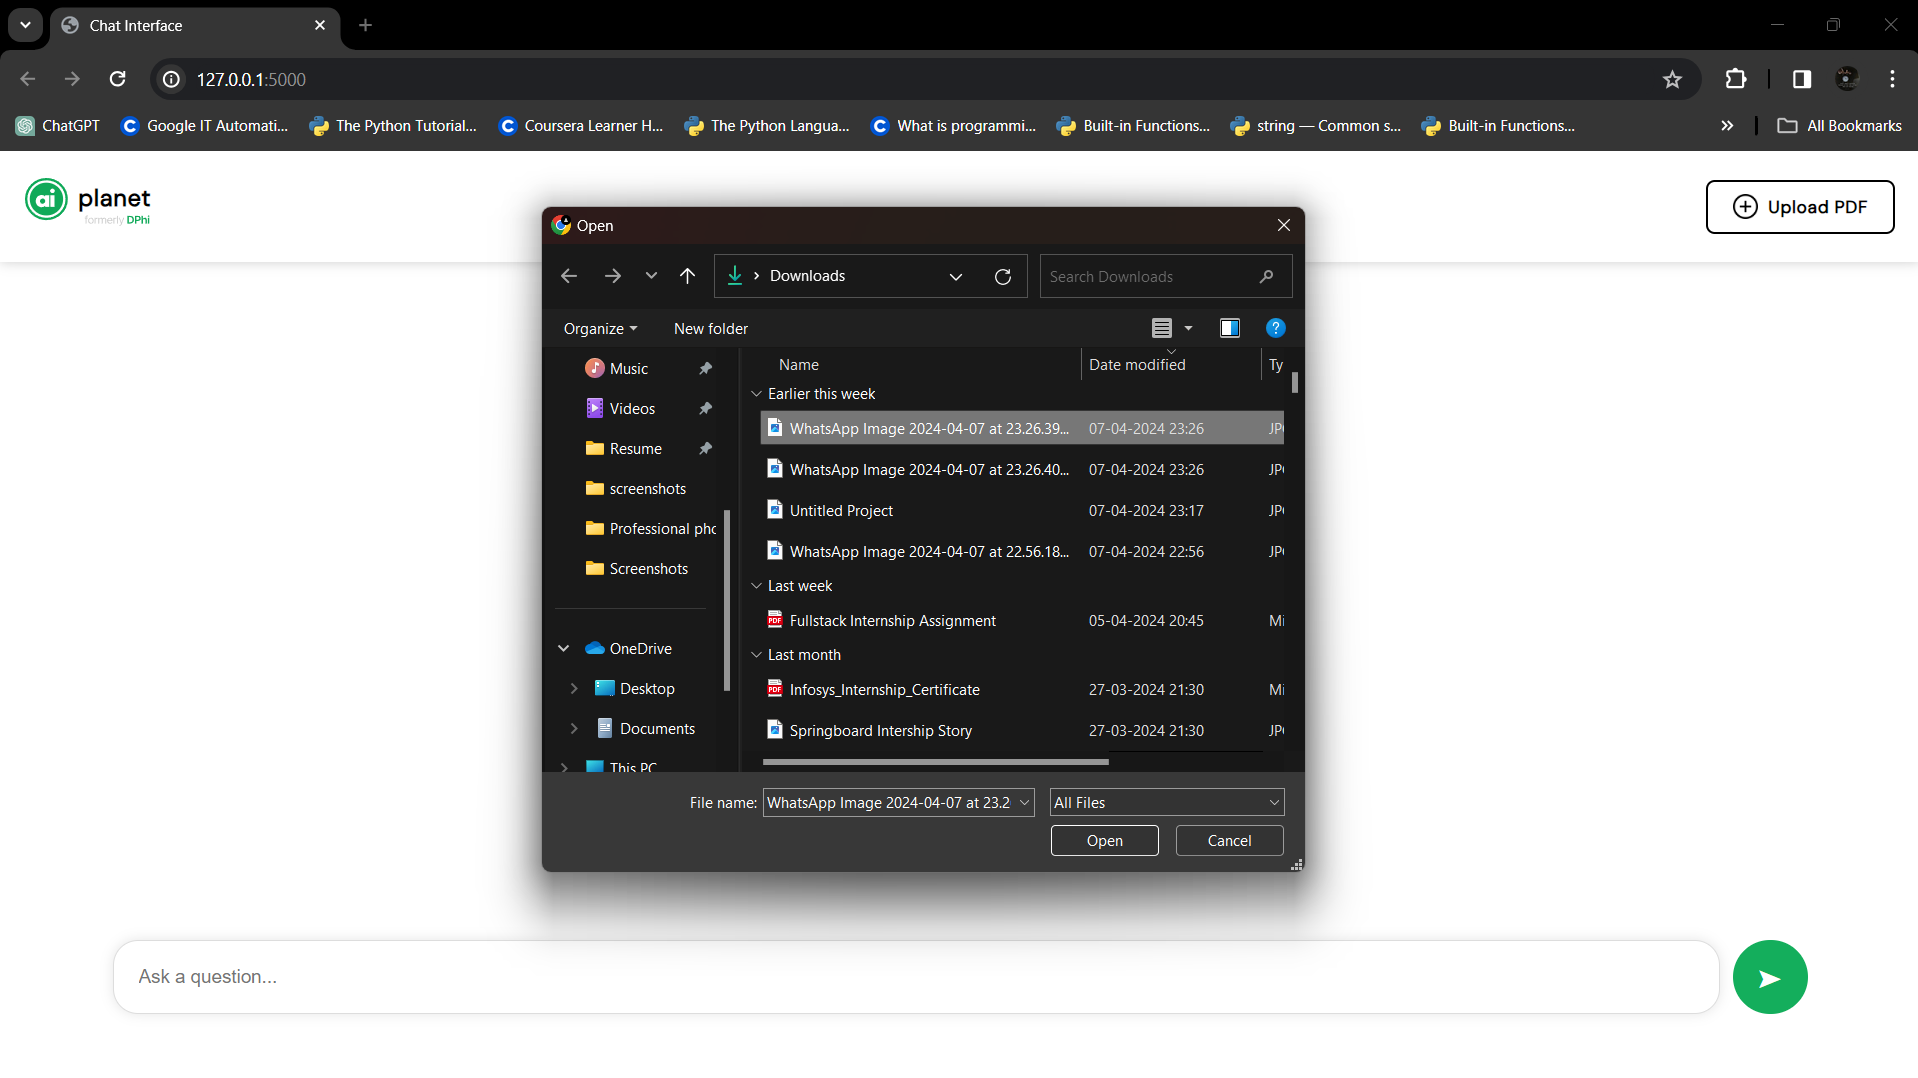 Chat Interface
127.0.0.1:5000
ChatGPT
Google IT Automati...
The Python Tutorial...
Coursera Learner H...
The Python Langua...
What is programmi...
Built-in Functions...
string — Common s...
Built-in Functions...
All Bookmarks
ai planet
formerly DPhi
Upload PDF
Open
Downloads
Search Downloads
Organize
New folder
Music
Videos
Resume
screenshots
Professional pho
Screenshots
OneDrive
Desktop
Documents
This PC
Name Date modified Ty
Earlier this week
WhatsApp Image 2024-04-07 at 23.26.39... 07-04-2024 23:26 JPG
WhatsApp Image 2024-04-07 at 23.26.40... 07-04-2024 23:26 JPG
Untitled Project 07-04-2024 23:17 JPG
WhatsApp Image 2024-04-07 at 22.56.18... 07-04-2024 22:56 JPG
Last week
PDF Fullstack Internship Assignment 05-04-2024 20:45 Mi
Last month
PDF Infosys_Internship_Certificate 27-03-2024 21:30 Mi
Springboard Intership Story 27-03-2024 21:30 JPG
File name: WhatsApp Image 2024-04-07 at 23.2 All Files
Open
Cancel
Ask a question...